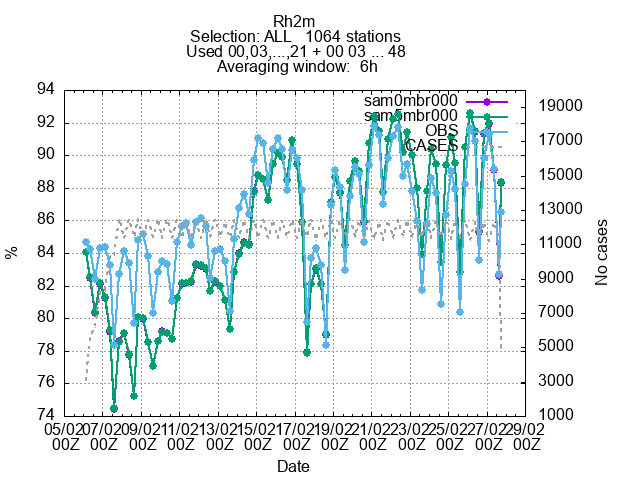 Rh2m
Selection: ALL   1064 stations
Used 00,03,...,21 + 00 03 ... 48
Averaging window:  6h
sam0mbr000
sam5mbr000
OBS
CASES
94
92
90
88
86
84
82
80
78
76
74
%
19000
17000
15000
13000
11000
9000
7000
5000
3000
1000
No cases
05/02 07/02 09/02 11/02 13/02 15/02 17/02 19/02 21/02 23/02 25/02 27/02 29/02
00Z 00Z 00Z 00Z 00Z 00Z 00Z 00Z 00Z 00Z 00Z 00Z 00Z
Date